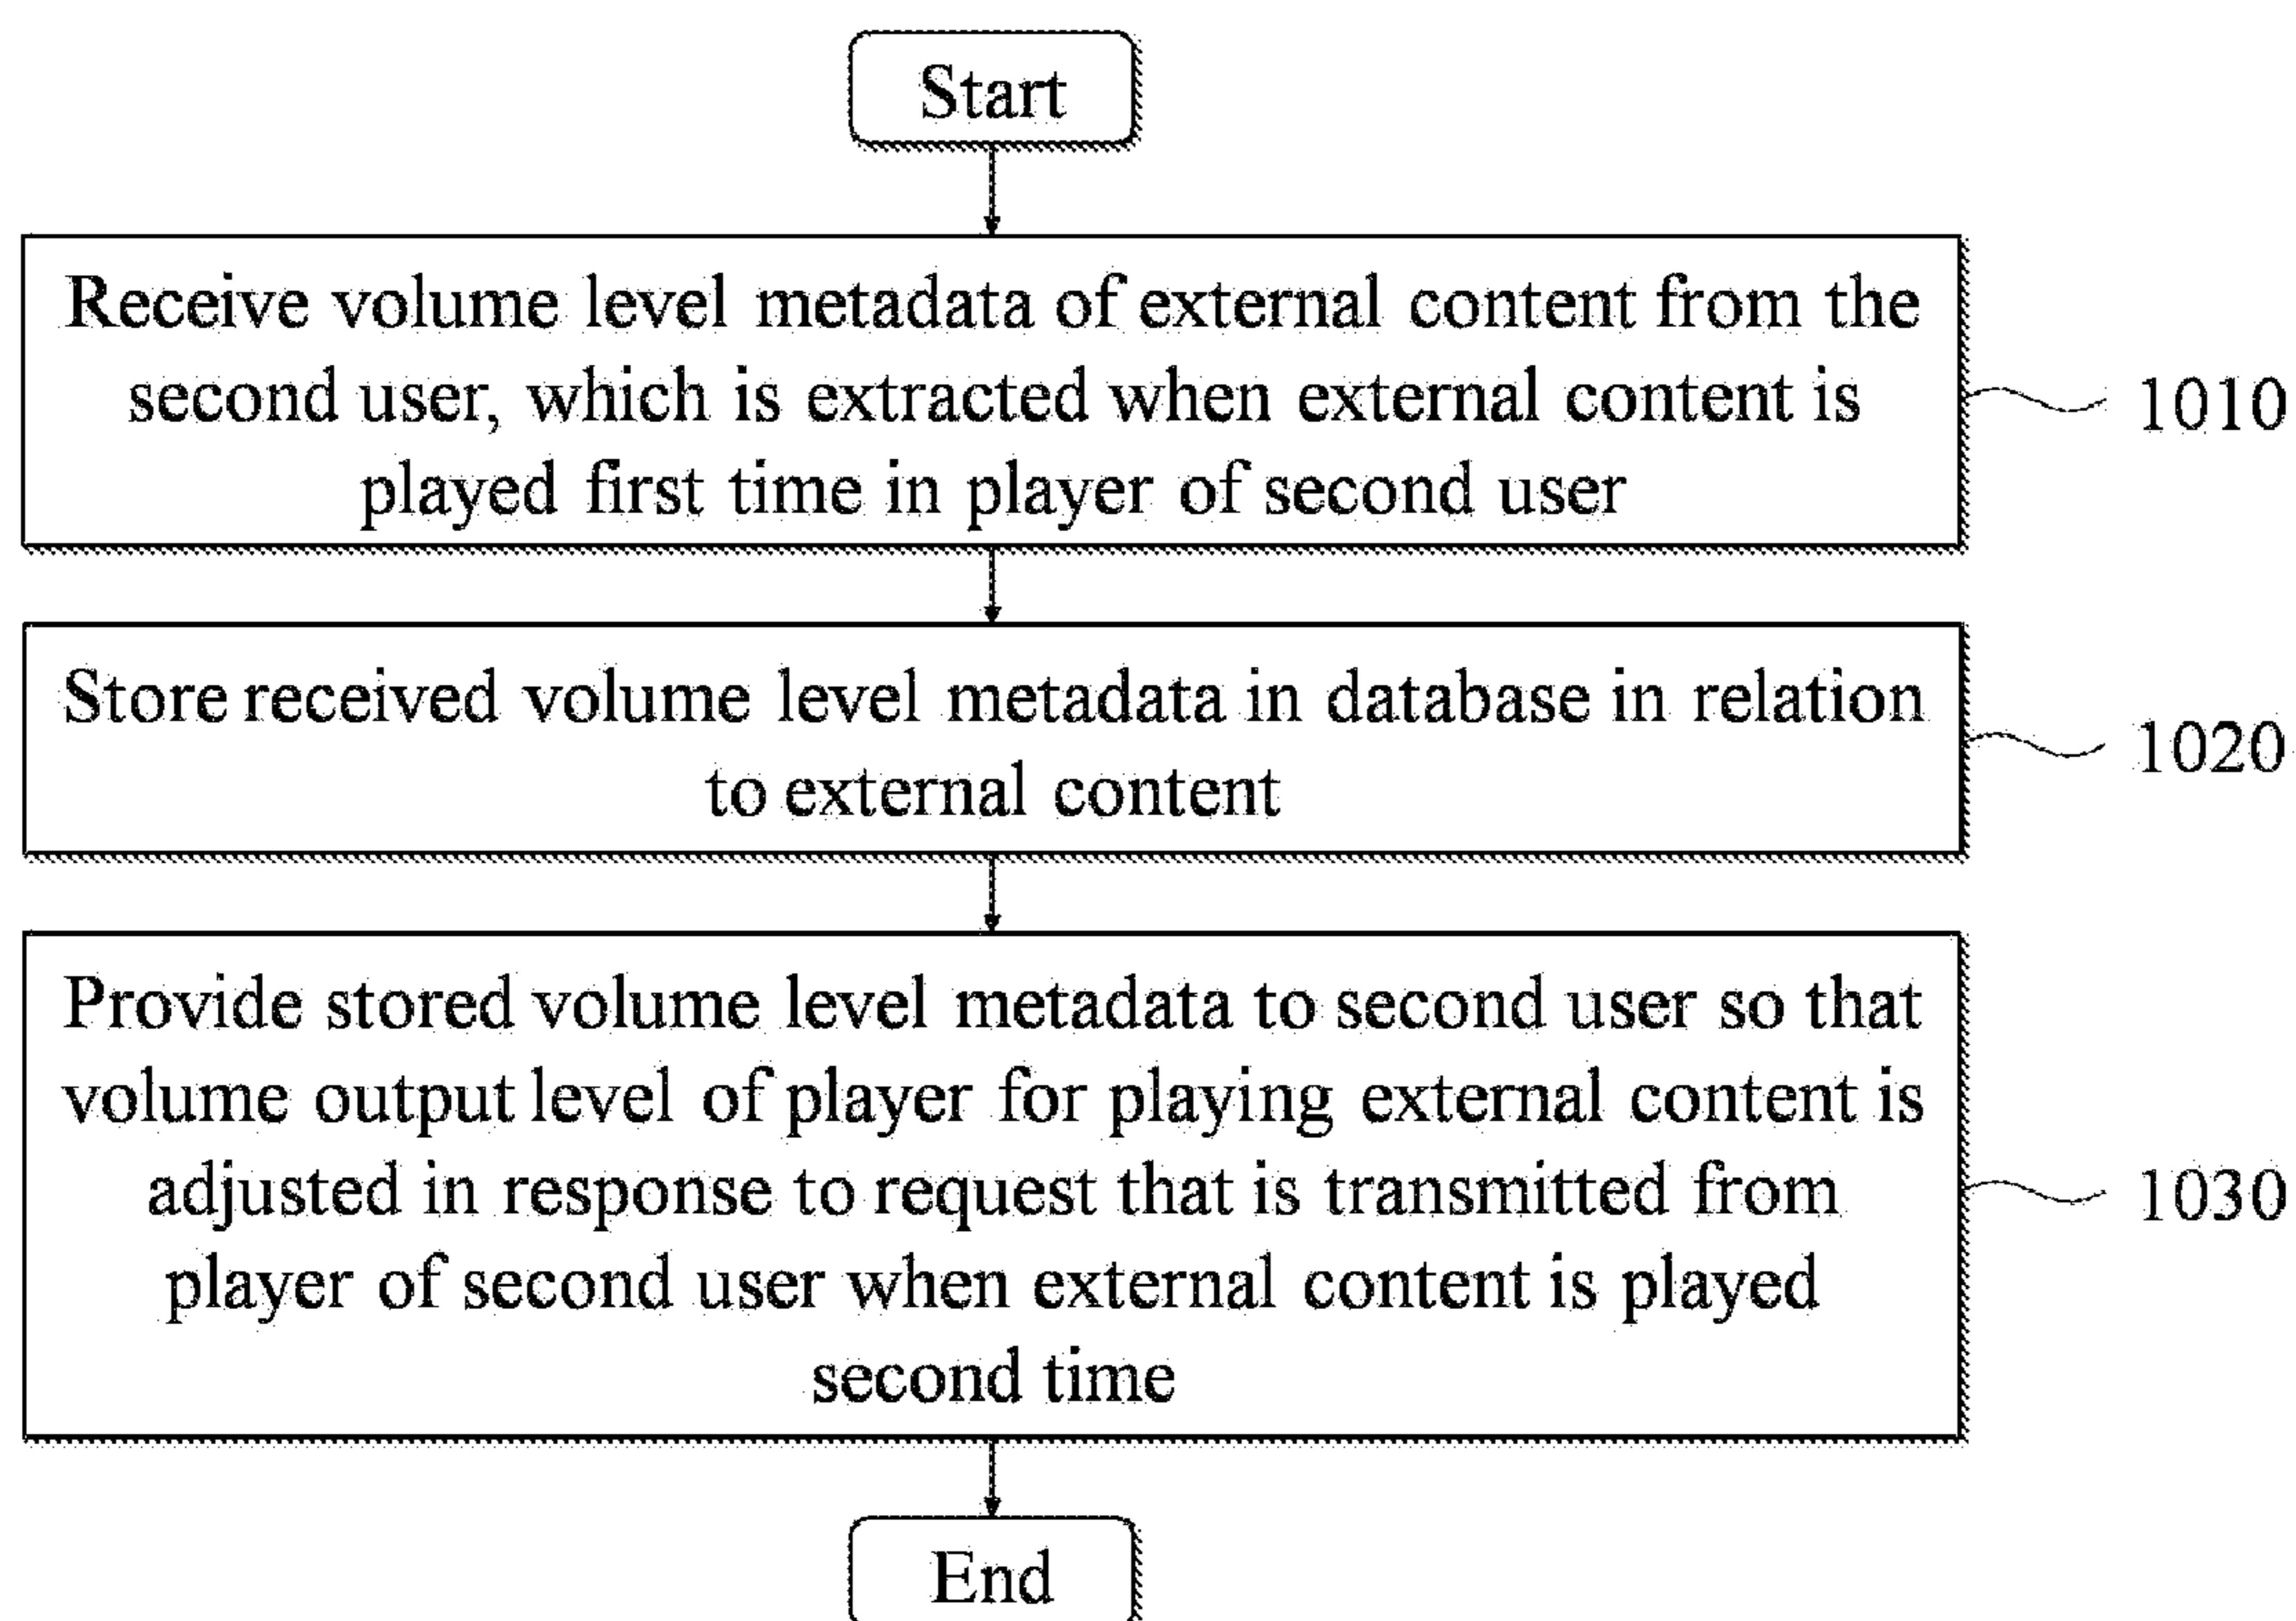 Start
Receive volume level metadata of external content from the
second user, which is extracted when external content is
played first time in player of second user
1010
Store received volume level metadata in database in relation
to external content
1020
Provide stored volume level metadata to second user so that
volume output level of player for playing external content is
adjusted in response to request that is transmitted from
player of second user when external content is played
second time
1030
End